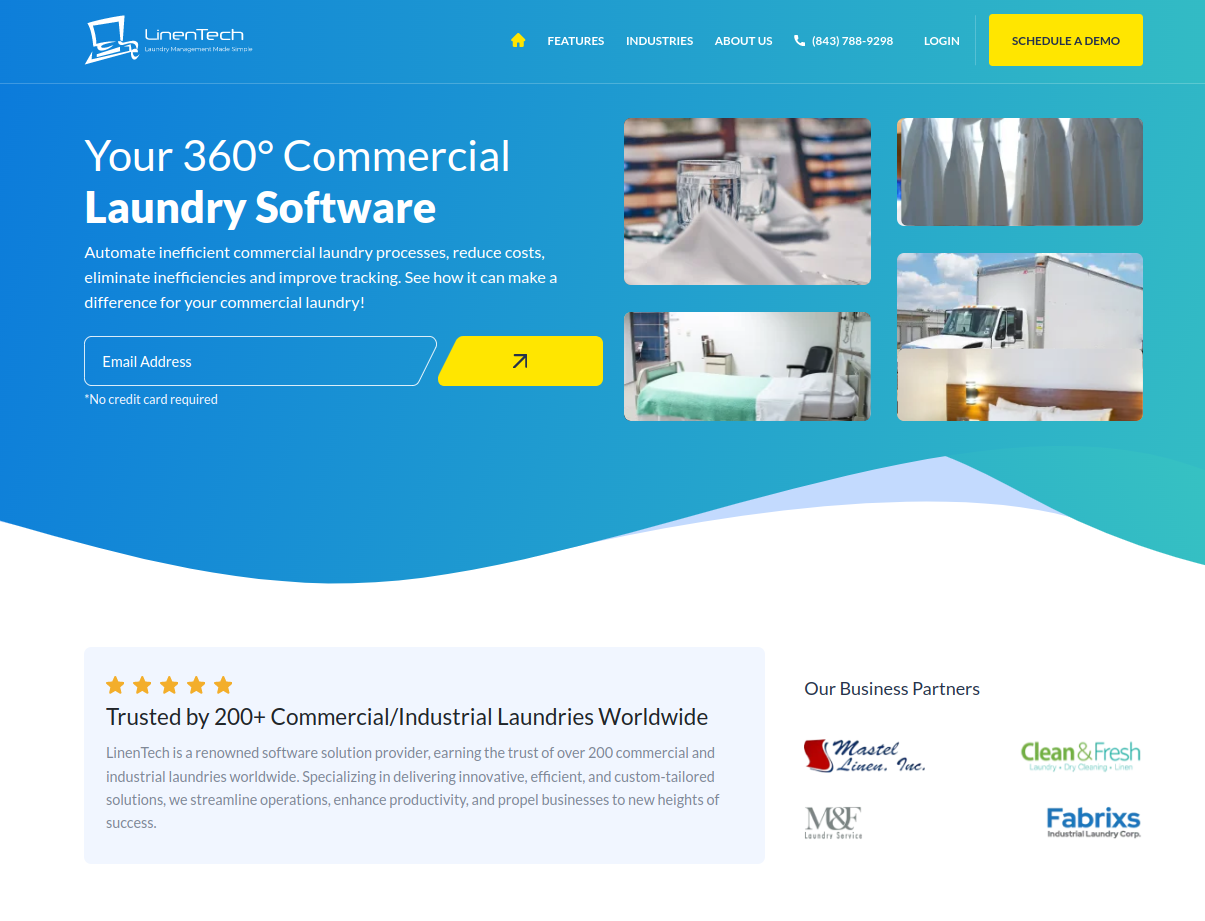 LinenTech
Laundry Management Made Simple
FEATURES
INDUSTRIES
ABOUT US
(843) 788-9298
LOGIN
SCHEDULE A DEMO
Your 360° Commercial
Laundry Software
Automate inefficient commercial laundry processes, reduce costs,
eliminate inefficiencies and improve tracking. See how it can make a
difference for your commercial laundry!
Email Address
*No credit card required
Trusted by 200+ Commercial/Industrial Laundries Worldwide
LinenTech is a renowned software solution provider, earning the trust of over 200 commercial and
industrial laundries worldwide. Specializing in delivering innovative, efficient, and custom-tailored
solutions, we streamline operations, enhance productivity, and propel businesses to new heights of
success.
Our Business Partners
Mastel
Linen. Inc.
Clean & Fresh
Laundry • Dry Cleaning • Linen
M&F
Laundry Service
Fabrixs
Industrial Laundry Corp.